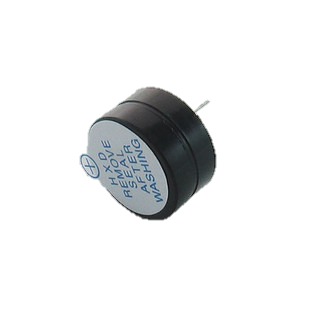 +
HXD
REMOVE
SEAL
AFTER
WASHING